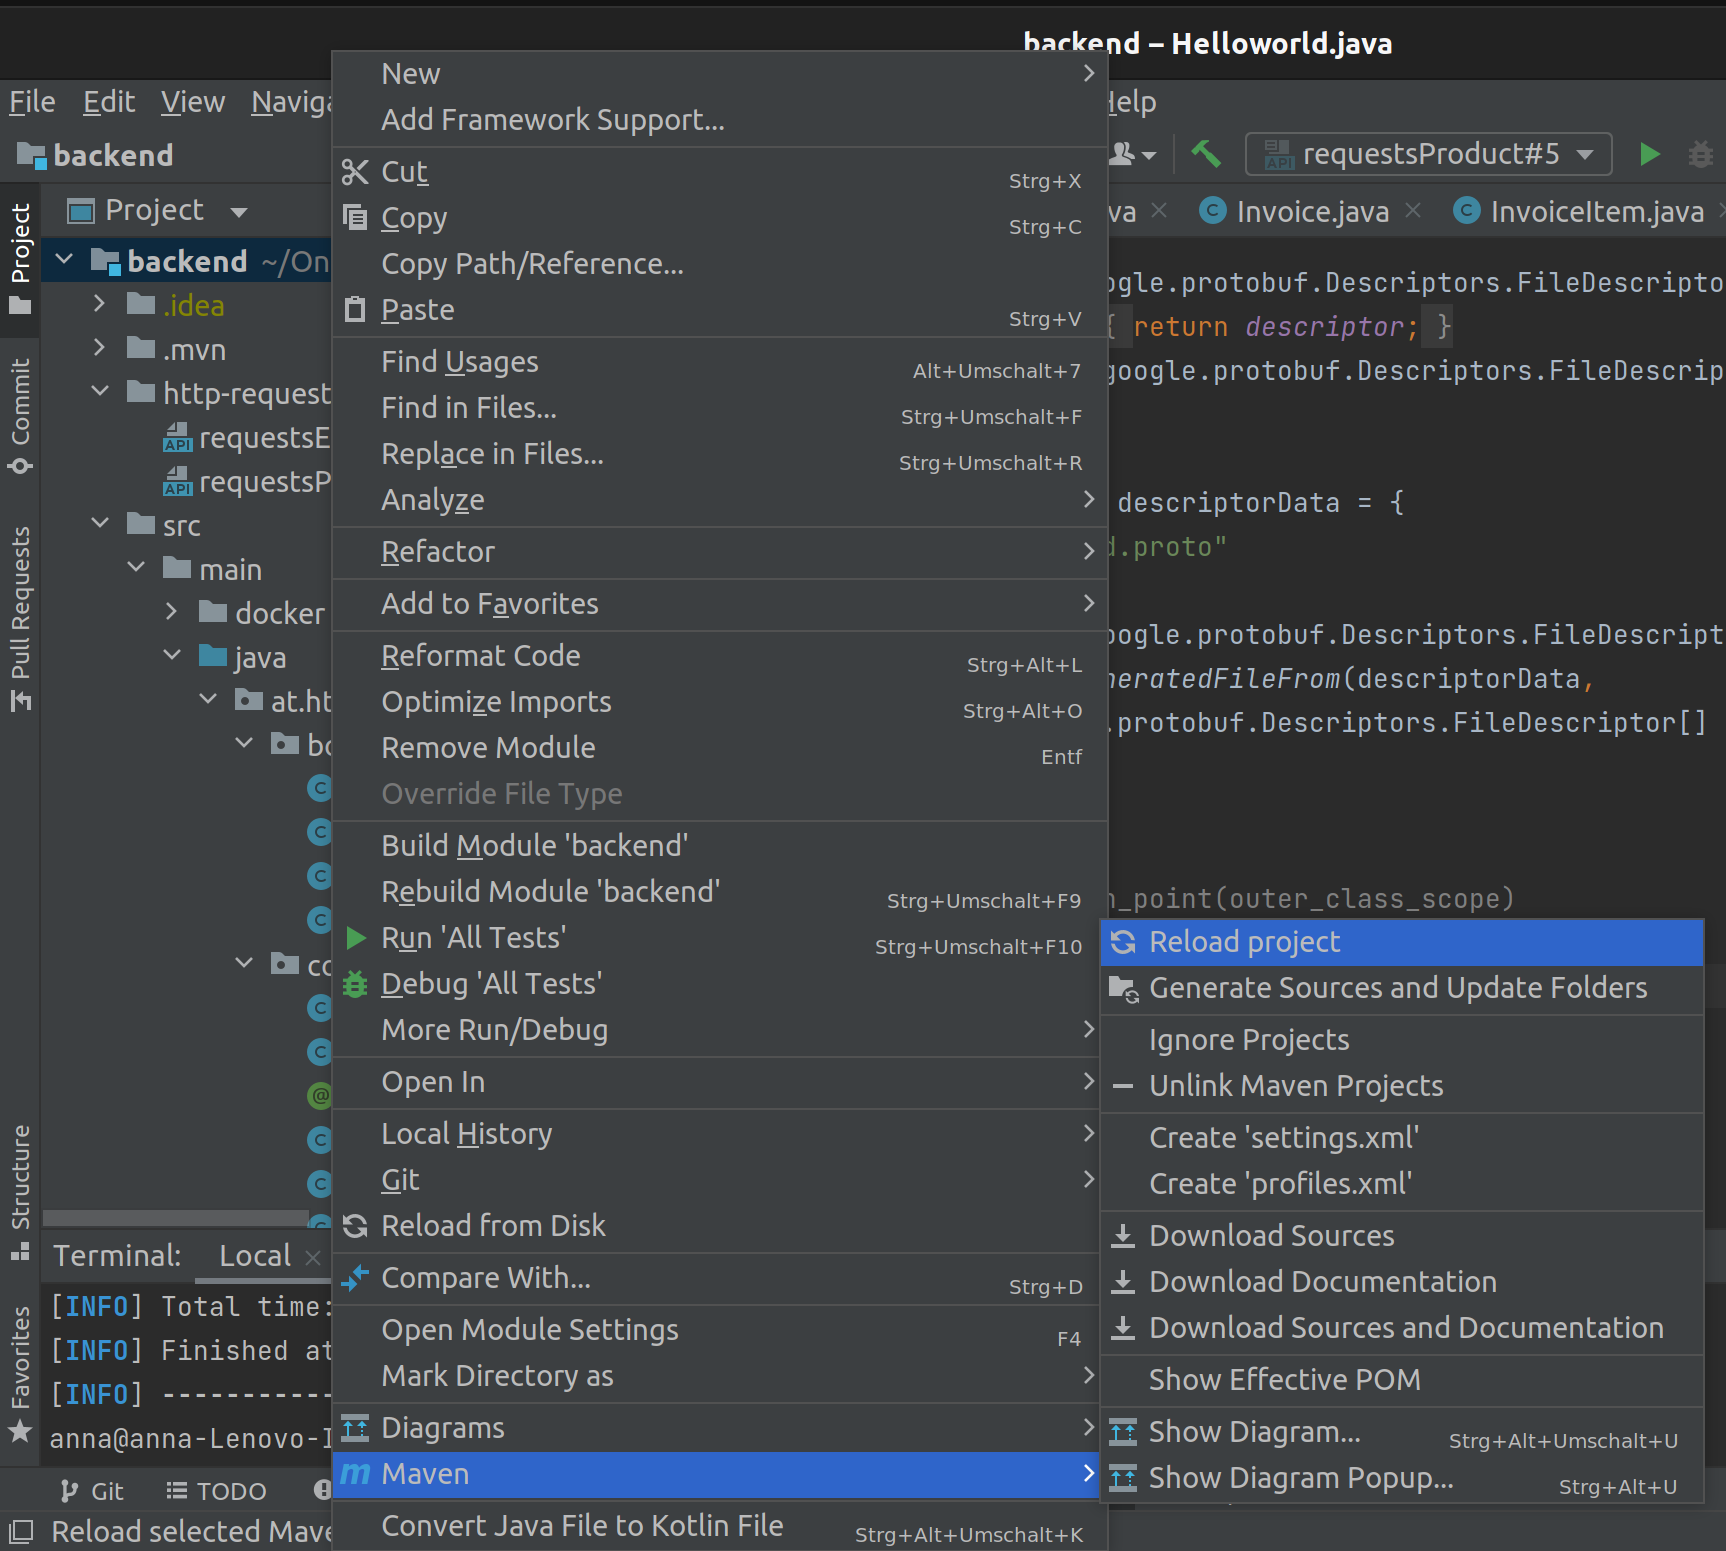 backend – Helloworld.java
File Edit View
backend
requestsProduct#5
Project
Commit
Pull Requests
Structure
Favorites
Project
backend ~/On
.idea
.mvn
http-request
requestsE
requestsP
src
main
docker
java
at.ht
New
Add Framework Support...
Cut Strg+X
Copy Strg+C
Copy Path/Reference...
Paste Strg+V
Find Usages Alt+Umschalt+7
Find in Files... Strg+Umschalt+F
Replace in Files... Strg+Umschalt+R
Analyze
Refactor
Add to Favorites
Reformat Code Strg+Alt+L
Optimize Imports Strg+Alt+O
Remove Module Entf
Override File Type
Build Module 'backend'
Rebuild Module 'backend' Strg+Umschalt+F9
Run 'All Tests' Strg+Umschalt+F10
Debug 'All Tests'
More Run/Debug
Open In
Local History
Git
Reload from Disk
Compare With... Strg+D
Open Module Settings F4
Mark Directory as
Diagrams
Maven
Convert Java File to Kotlin File Strg+Alt+Umschalt+K
Invoice.java InvoiceItem.java
ogle.protobuf.Descriptors.FileDescripto
{ return descriptor; }
google.protobuf.Descriptors.FileDescrip
descriptorData = {
d.proto"
oogle.protobuf.Descriptors.FileDescript
neratedFileFrom(descriptorData,
.protobuf.Descriptors.FileDescriptor[]
n_point(outer_class_scope)
Reload project
Generate Sources and Update Folders
Ignore Projects
Unlink Maven Projects
Create 'settings.xml'
Create 'profiles.xml'
Download Sources
Download Documentation
Download Sources and Documentation
Show Effective POM
Show Diagram... Strg+Alt+Umschalt+U
Show Diagram Popup... Strg+Alt+U
Terminal: Local
[INFO] Total time:
[INFO] Finished at
[INFO] -----------
anna@anna-Lenovo-I
Git TODO
Reload selected Mave